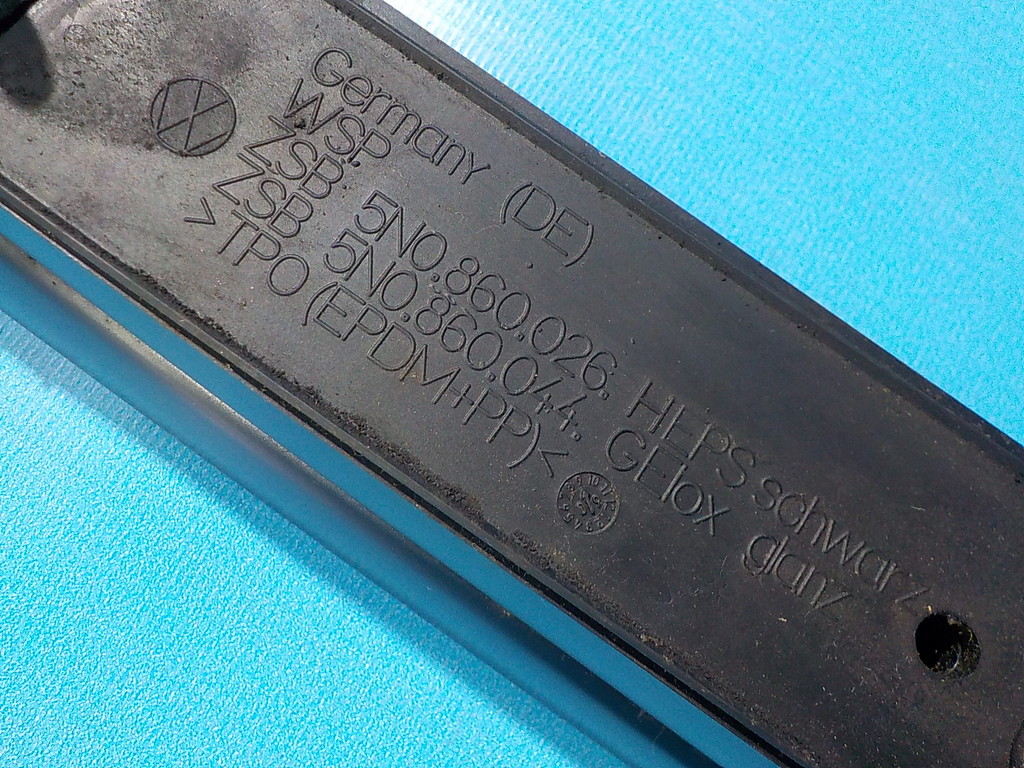 Germany (DE)
WSP
ZSB: 5N0.860.026. HEPS schwarz
ZSB 5N0.860.044. GElox glanz
>TPO (EPDM+PP)<